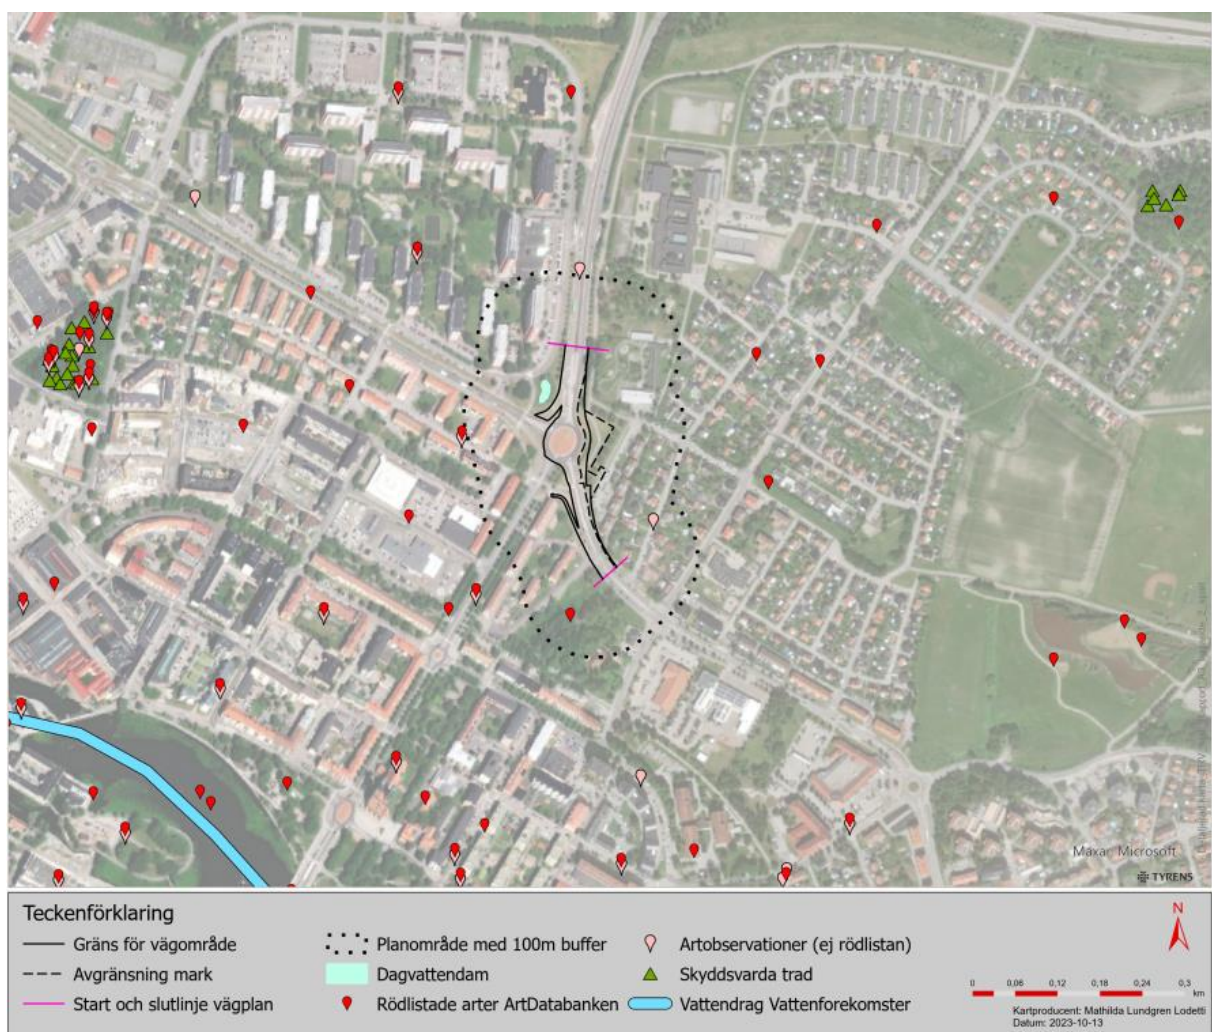 Maxar, Microsoft
TYRENS
Teckenförklaring
Gräns för vägområde
Avgränsning mark
Start och slutlinje vägplan
Planområde med 100m buffer
Dagvattendam
Rödlistade arter ArtDatabanken
Artobservationer (ej rödlistan)
Skyddsvarda trad
Vattendrag Vattenforekomster
N
0 0,06 0,12 0,18 0,24 0,3
km
Kartproducent: Mathilda Lundgren Lodetti
Datum: 2023-10-13